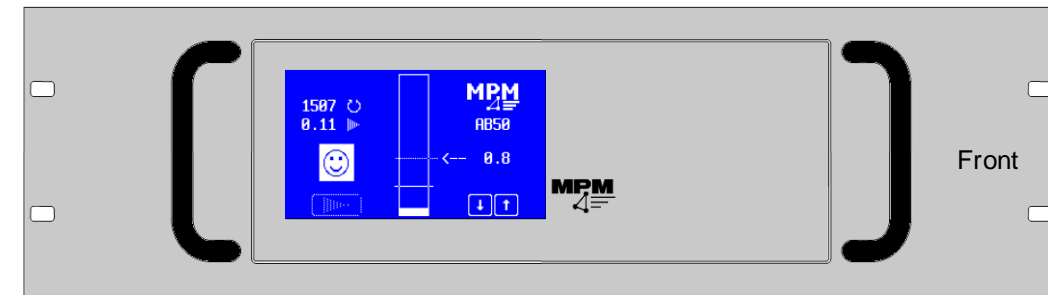 1507
0.11
MPM
AB50
<-- 0.8
MPM
Front